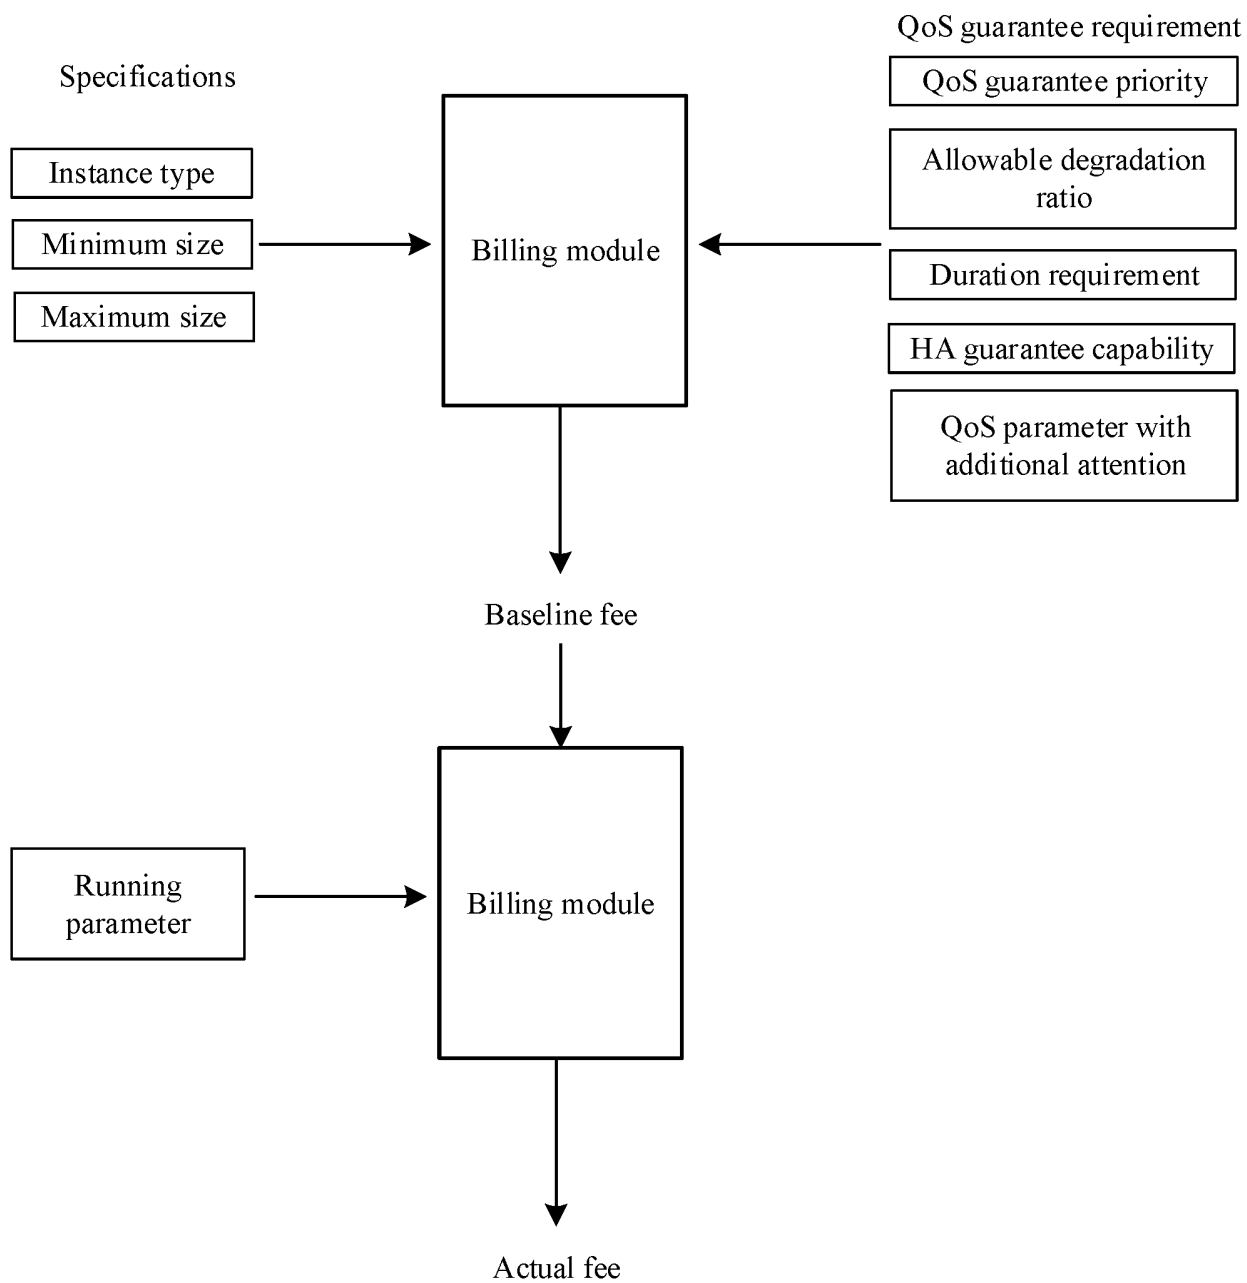 QoS guarantee requirement
Specifications
QoS guarantee priority
Instance type
Allowable degradation
ratio
Minimum size
Billing module
Duration requirement
Maximum size
HA guarantee capability
QoS parameter with
additional attention
Baseline fee
Running
parameter
Billing module
Actual fee